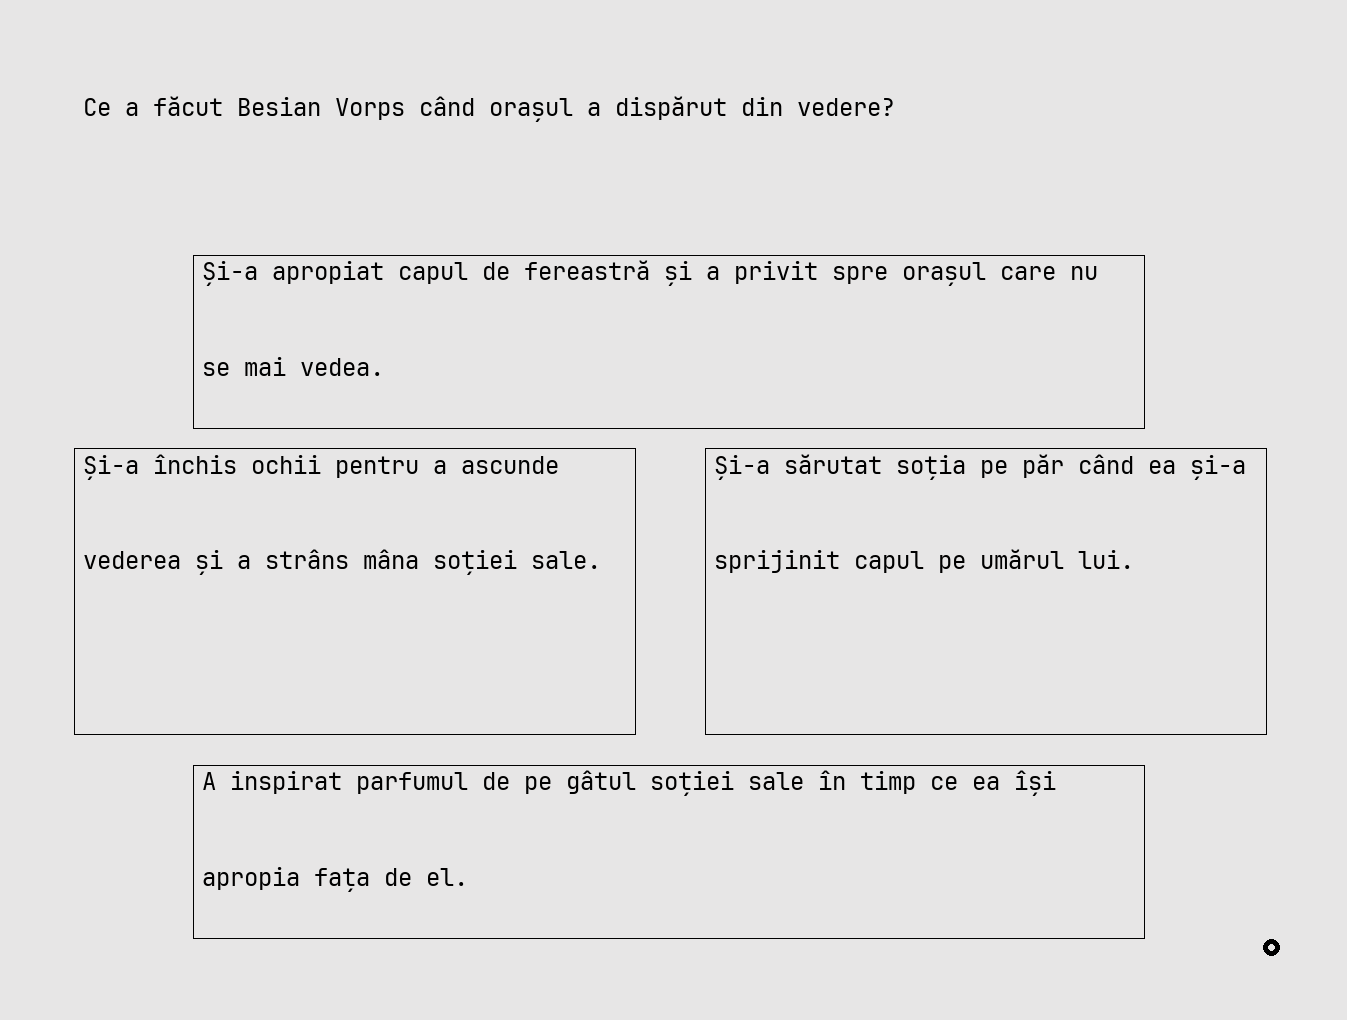 Ce a făcut Besian Vorps când orașul a dispărut din vedere?
Și-a apropiat capul de fereastră și a privit spre orașul care nu
se mai vedea.
Și-a închis ochii pentru a ascunde
vederea și a strâns mâna soției sale.
Și-a sărutat soția pe păr când ea și-a
sprijinit capul pe umărul lui.
A inspirat parfumul de pe gâtul soției sale în timp ce ea își
apropia fața de el.